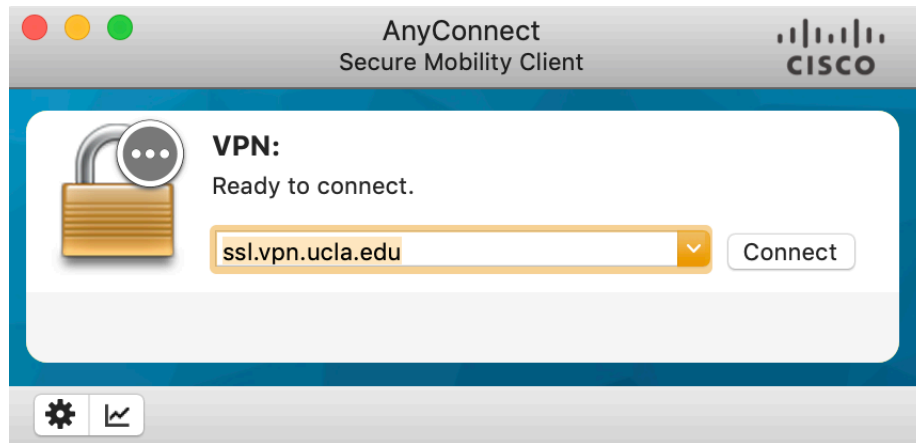 AnyConnect
Secure Mobility Client
CISCO
VPN:
Ready to connect.
ssl.vpn.ucla.edu
Connect